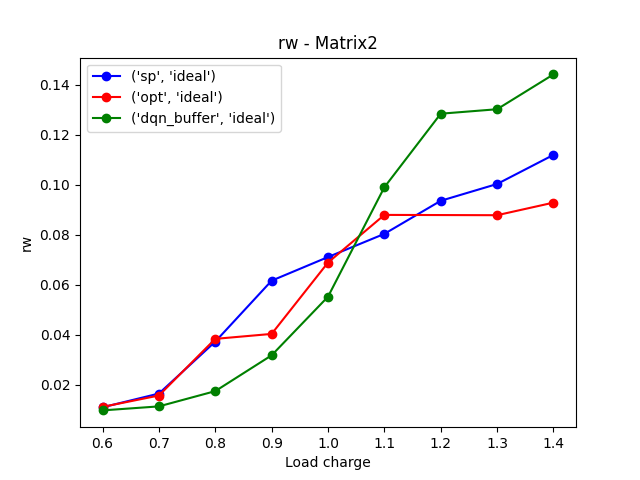 rw - Matrix2
('sp', 'ideal')
('opt', 'ideal')
('dqn_buffer', 'ideal')
0.14
0.12
0.10
0.08
0.06
0.04
0.02
rw
0.6 0.7 0.8 0.9 1.0 1.1 1.2 1.3 1.4
Load charge